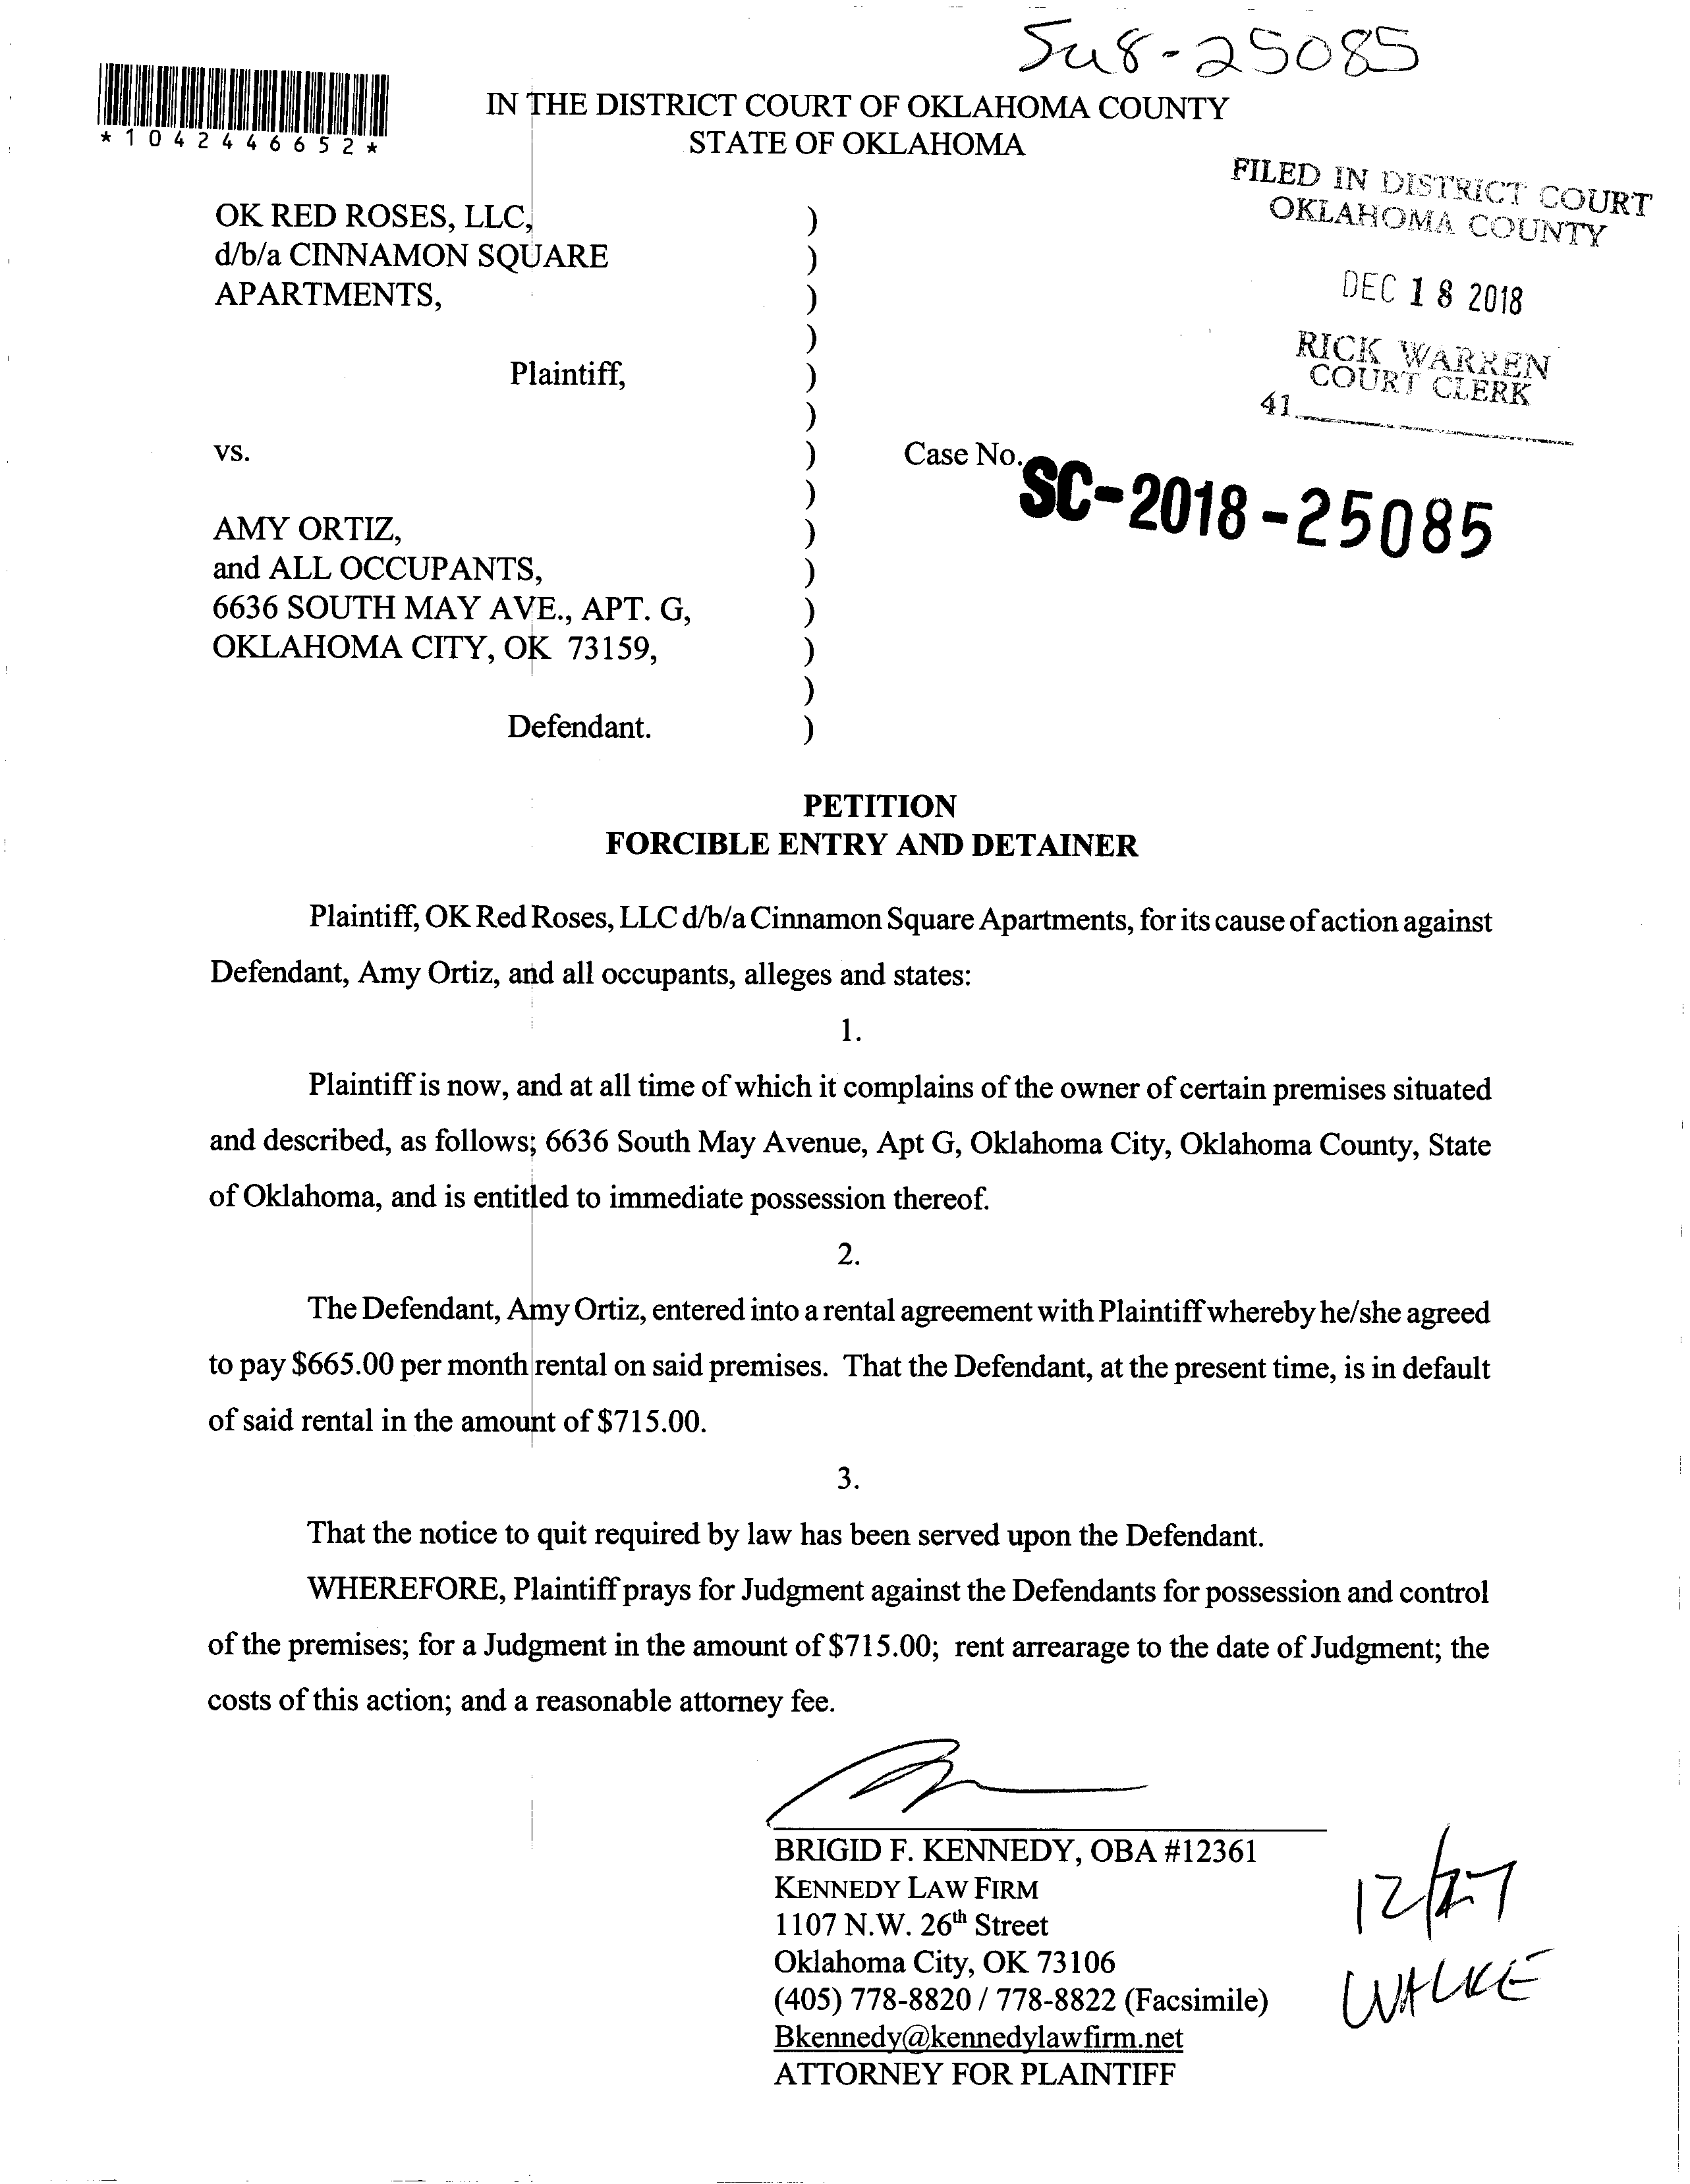 Su8-25085
*1042446652*
IN THE DISTRICT COURT OF OKLAHOMA COUNTY
STATE OF OKLAHOMA
FILED IN DISTRICT COURT
OKLAHOMA COUNTY
DEC 18 2018
RICK WARREN
COURT CLERK
41
OK RED ROSES, LLC, )
d/b/a CINNAMON SQUARE )
APARTMENTS, )
)
Plaintiff, )
)
vs. ) Case No. SC-2018-25085
)
AMY ORTIZ, )
and ALL OCCUPANTS, )
6636 SOUTH MAY AVE., APT. G, )
OKLAHOMA CITY, OK 73159, )
)
Defendant. )
PETITION
FORCIBLE ENTRY AND DETAINER
Plaintiff, OK Red Roses, LLC d/b/a Cinnamon Square Apartments, for its cause of action against
Defendant, Amy Ortiz, and all occupants, alleges and states:
1.
Plaintiff is now, and at all time of which it complains of the owner of certain premises situated
and described, as follows; 6636 South May Avenue, Apt G, Oklahoma City, Oklahoma County, State
of Oklahoma, and is entitled to immediate possession thereof.
2.
The Defendant, Amy Ortiz, entered into a rental agreement with Plaintiff whereby he/she agreed
to pay $665.00 per month rental on said premises. That the Defendant, at the present time, is in default
of said rental in the amount of $715.00.
3.
That the notice to quit required by law has been served upon the Defendant.
WHEREFORE, Plaintiff prays for Judgment against the Defendants for possession and control
of the premises; for a Judgment in the amount of $715.00; rent arrearage to the date of Judgment; the
costs of this action; and a reasonable attorney fee.
BRIGID F. KENNEDY, OBA #12361
KENNEDY LAW FIRM
1107 N.W. 26th Street
Oklahoma City, OK 73106
(405) 778-8820 / 778-8822 (Facsimile)
Bkennedy@kennedylawfirm.net
ATTORNEY FOR PLAINTIFF
12/27
WALKE